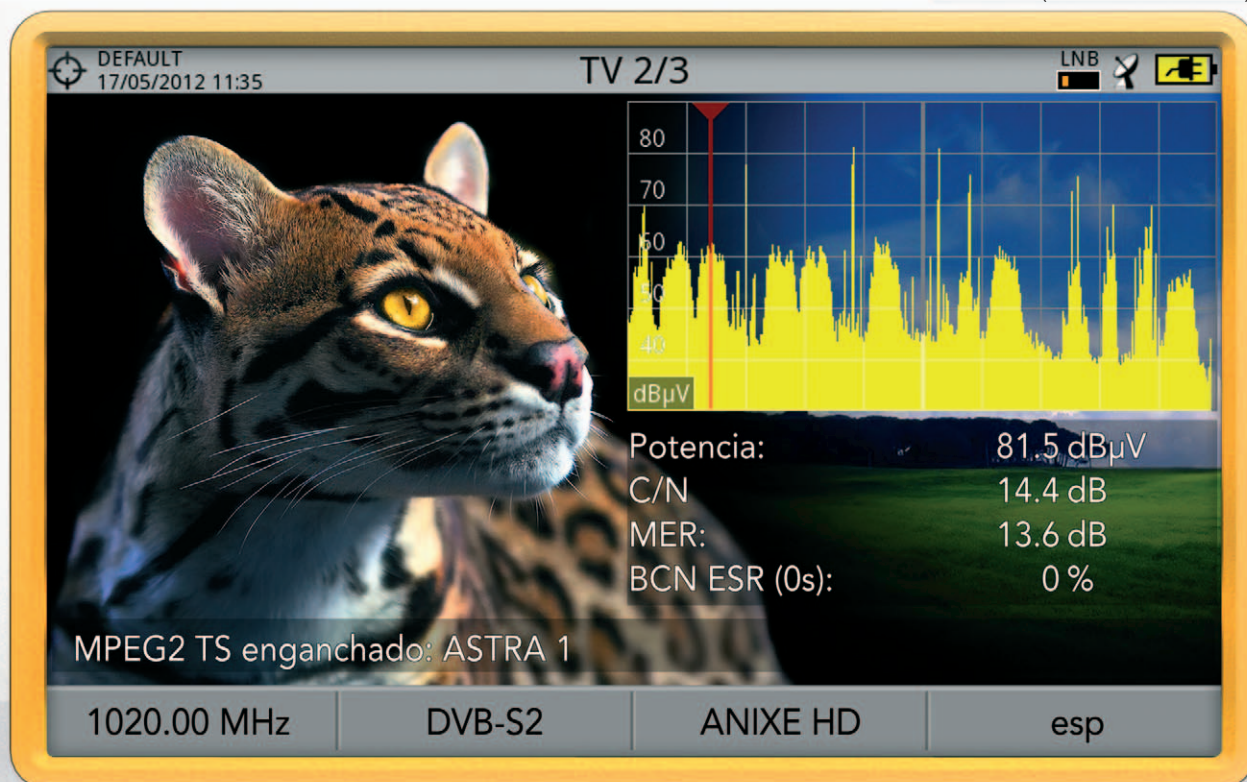 DEFAULT
17/05/2012 11:35
TV 2/3
LNB
80
70
60
50
40
dBµV
Potencia: 81.5 dBµV
C/N 14.4 dB
MER: 13.6 dB
BCN ESR (0s): 0 %
MPEG2 TS enganchado: ASTRA 1
1020.00 MHz
DVB-S2
ANIXE HD
esp